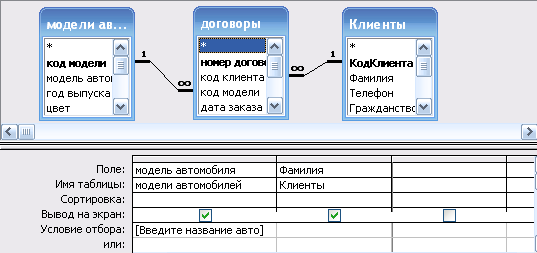 модели ав...
договоры
Клиенты
*
код модели
модель автом
год выпуска
цвет
1
∞
*
номер догово
код клиента
код модели
дата заказа
∞
1
*
КодКлиента
Фамилия
Телефон
Гражданство
Поле: модель автомобиля Фамилия
Имя таблицы: модели автомобилей Клиенты
Сортировка:
Вывод на экран:
Условие отбора: [Введите название авто]
или: